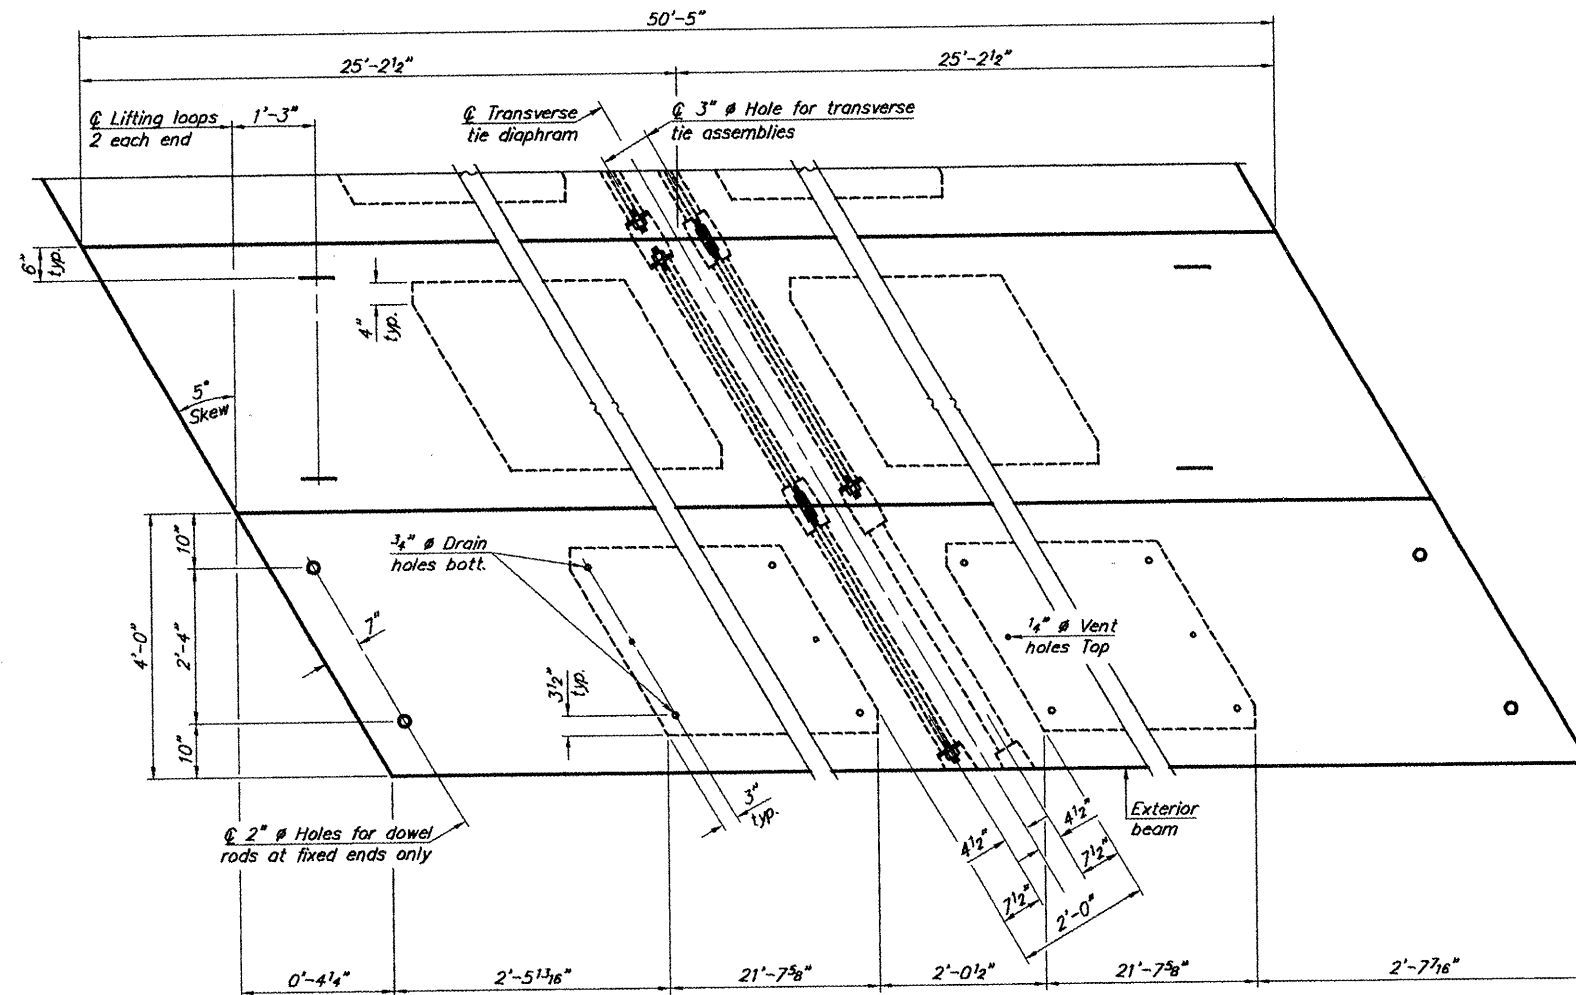 50'-5"
25'-2½"
25'-2½"
℄ Lifting loops
2 each end
1'-3"
℄ Transverse
tie diaphram
℄ 3" ø Hole for transverse
tie assemblies
6"
typ.
4"
typ.
5°
Skew
¾" ø Drain
holes bott.
10"
4'-0"
2'-4"
7"
10"
3½"
typ.
¼" ø Vent
holes Top
3"
typ.
Exterior
beam
℄ 2" ø Holes for dowel
rods at fixed ends only
4½"
7½"
4½"
7½"
2'-0"
0'-4¼"
2'-5 13/16"
21'-7⅝"
2'-0½"
21'-7⅝"
2'-7 7/16"